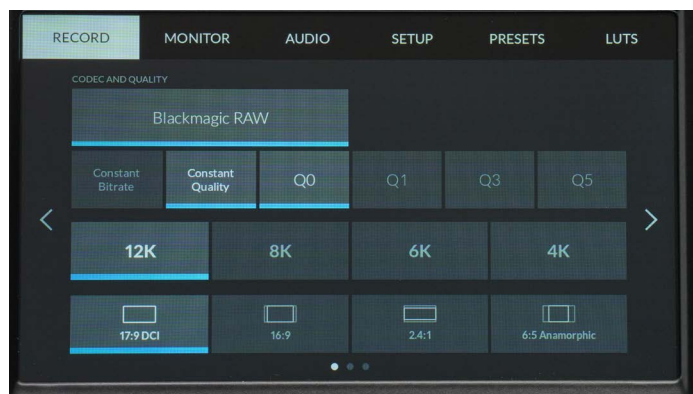 RECORD MONITOR AUDIO SETUP PRESETS LUTS
CODEC AND QUALITY
Blackmagic RAW
Constant Bitrate Constant Quality Q0 Q1 Q3 Q5
12K 8K 6K 4K
17:9 DCI 16:9 2.4:1 6:5 Anamorphic